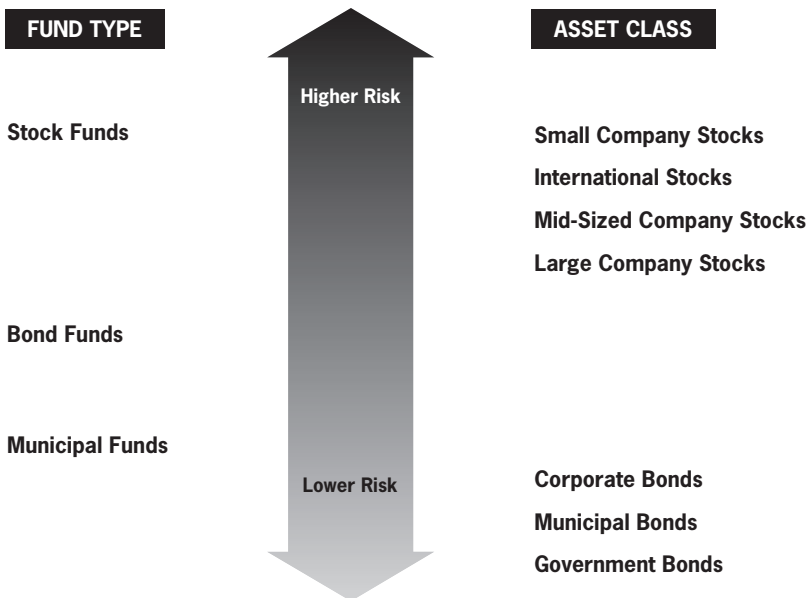 FUND TYPE
ASSET CLASS
Higher Risk
Stock Funds
Small Company Stocks
International Stocks
Mid-Sized Company Stocks
Large Company Stocks
Bond Funds
Municipal Funds
Lower Risk
Corporate Bonds
Municipal Bonds
Government Bonds